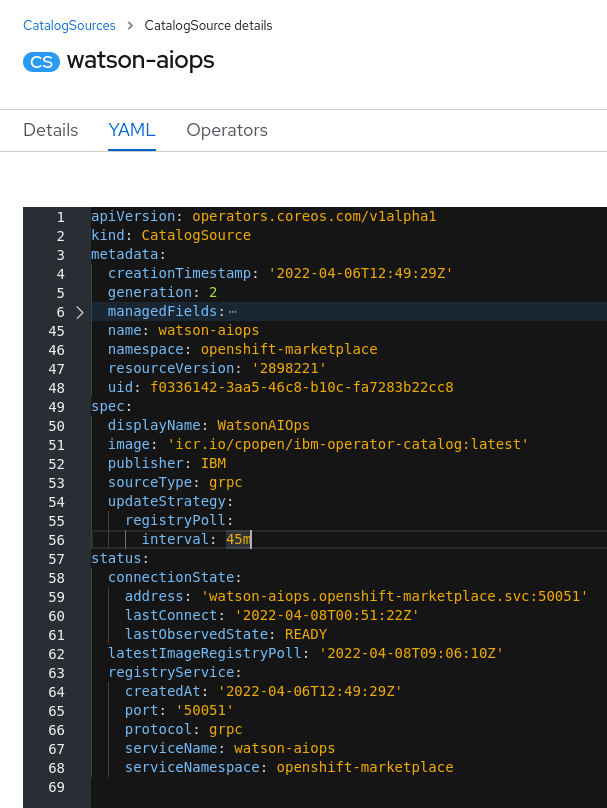 CatalogSources > CatalogSource details
CS watson-aiops
Details YAML Operators
1 apiVersion: operators.coreos.com/v1alpha1
2 kind: CatalogSource
3 metadata:
4 creationTimestamp: '2022-04-06T12:49:29Z'
5 generation: 2
6 managedFields:⋯
45 name: watson-aiops
46 namespace: openshift-marketplace
47 resourceVersion: '2898221'
48 uid: f0336142-3aa5-46c8-b10c-fa7283b22cc8
49 spec:
50 displayName: WatsonAIOps
51 image: 'icr.io/cpopen/ibm-operator-catalog:latest'
52 publisher: IBM
53 sourceType: grpc
54 updateStrategy:
55 registryPoll:
56 interval: 45m
57 status:
58 connectionState:
59 address: 'watson-aiops.openshift-marketplace.svc:50051'
60 lastConnect: '2022-04-08T00:51:22Z'
61 lastObservedState: READY
62 latestImageRegistryPoll: '2022-04-08T09:06:10Z'
63 registryService:
64 createdAt: '2022-04-06T12:49:29Z'
65 port: '50051'
66 protocol: grpc
67 serviceName: watson-aiops
68 serviceNamespace: openshift-marketplace
69